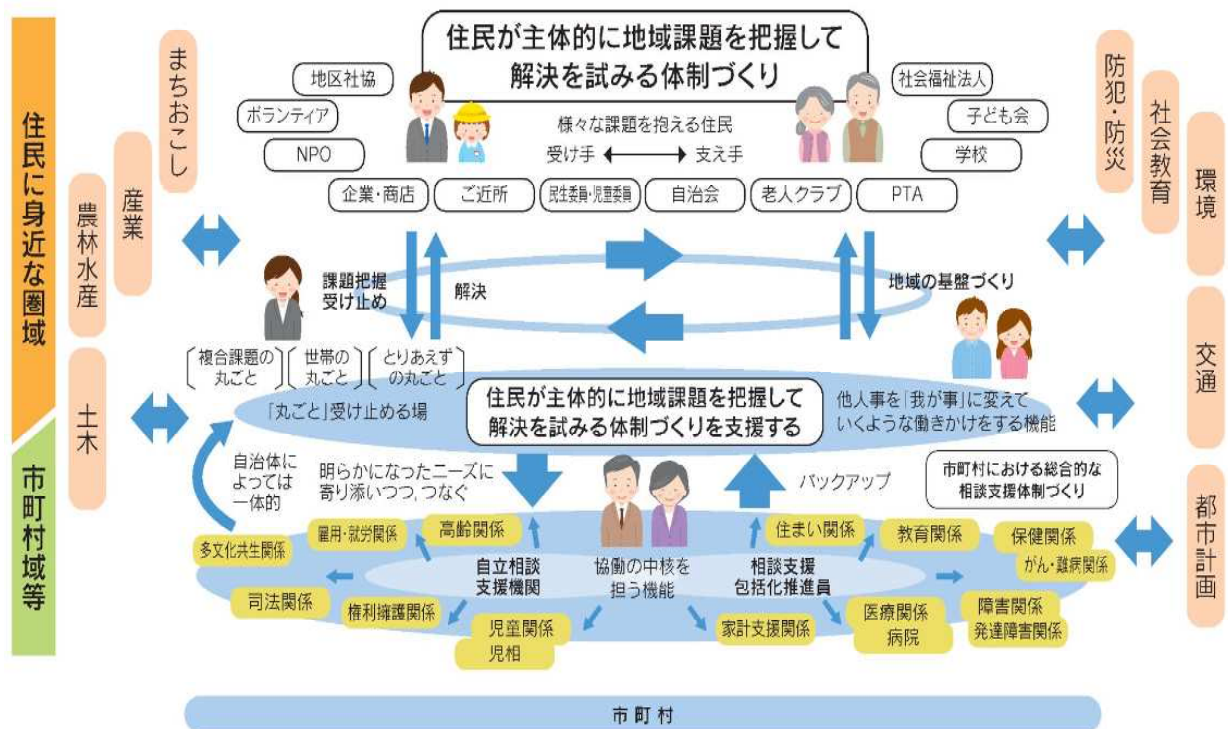 住民に身近な圏域
市町村域等
まちおこし
産業
農林水産
土木
住民が主体的に地域課題を把握して
解決を試みる体制づくり
地区社協
ボランティア
NPO
社会福祉法人
子ども会
学校
様々な課題を抱える住民
受け手
支え手
企業・商店
ご近所
民生委員・児童委員
自治会
老人クラブ
PTA
防犯・防災
社会教育
環境
交通
都市計画
課題把握
受け止め
解決
地域の基盤づくり
複合課題の
丸ごと
世帯の
丸ごと
とりあえず
の丸ごと
「丸ごと」受け止める場
住民が主体的に地域課題を把握して
解決を試みる体制づくりを支援する
他人事を「我が事」に変えて
いくような働きかけをする機能
自治体に
よっては
一体的
明らかになったニーズに
寄り添いつつ,つなぐ
バックアップ
市町村における総合的な
相談支援体制づくり
多文化共生関係
雇用・就労関係
高齢関係
住まい関係
教育関係
保健関係
がん・難病関係
自立相談
支援機関
協働の中核を
担う機能
相談支援
包括化推進員
司法関係
権利擁護関係
児童関係
児相
家計支援関係
医療関係
病院
障害関係
発達障害関係
市町村